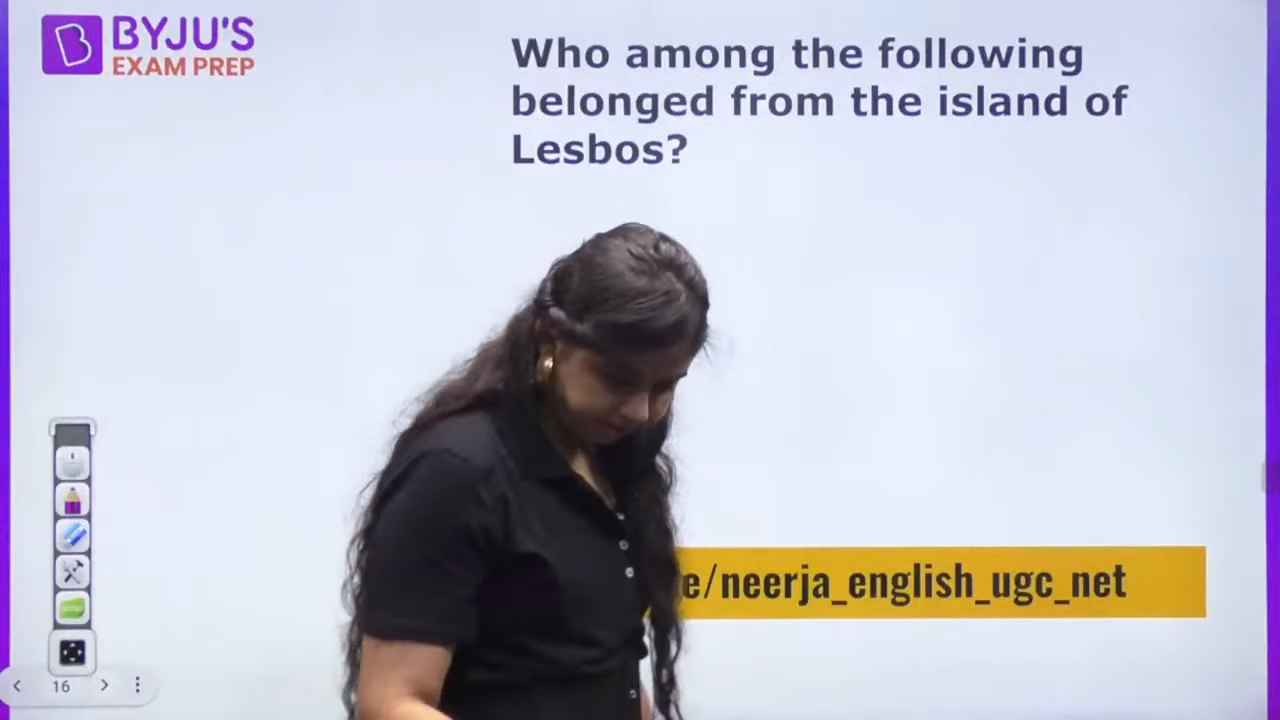 BYJU'S
EXAM PREP
Who among the following
belonged from the island of
Lesbos?
e/neerja_english_ugc_net
16